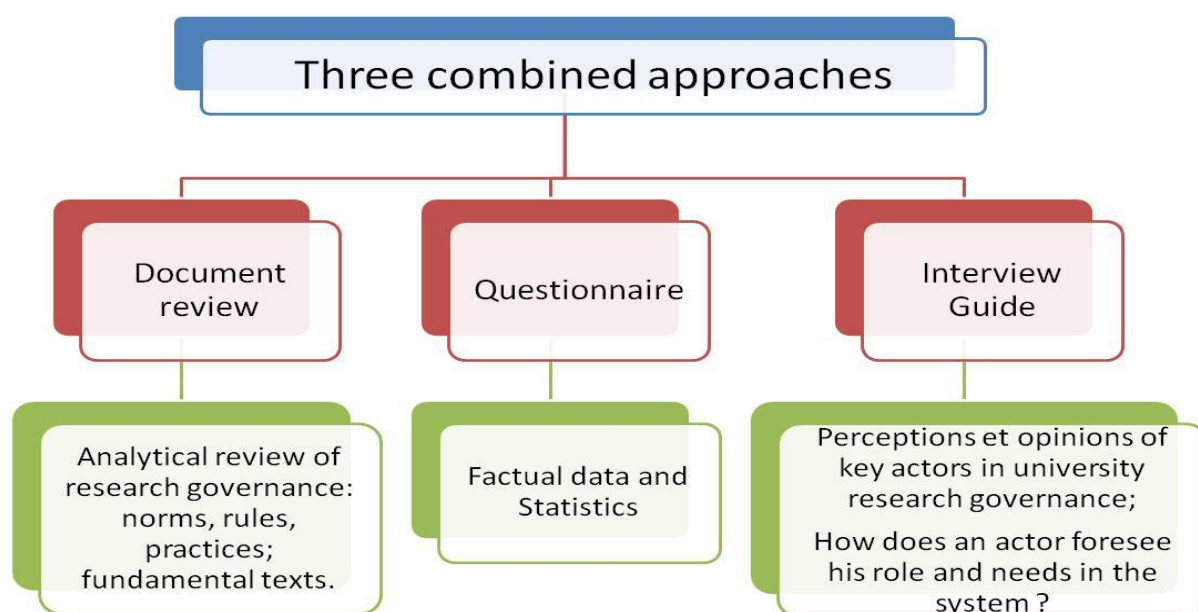 Three combined approaches
Document
review
Questionnaire
Interview
Guide
Analytical review of
research governance:
norms, rules,
practices;
fundamental texts.
Factual data and
Statistics
Perceptions et opinions of
key actors in university
research governance;
How does an actor foresee
his role and needs in the
system ?